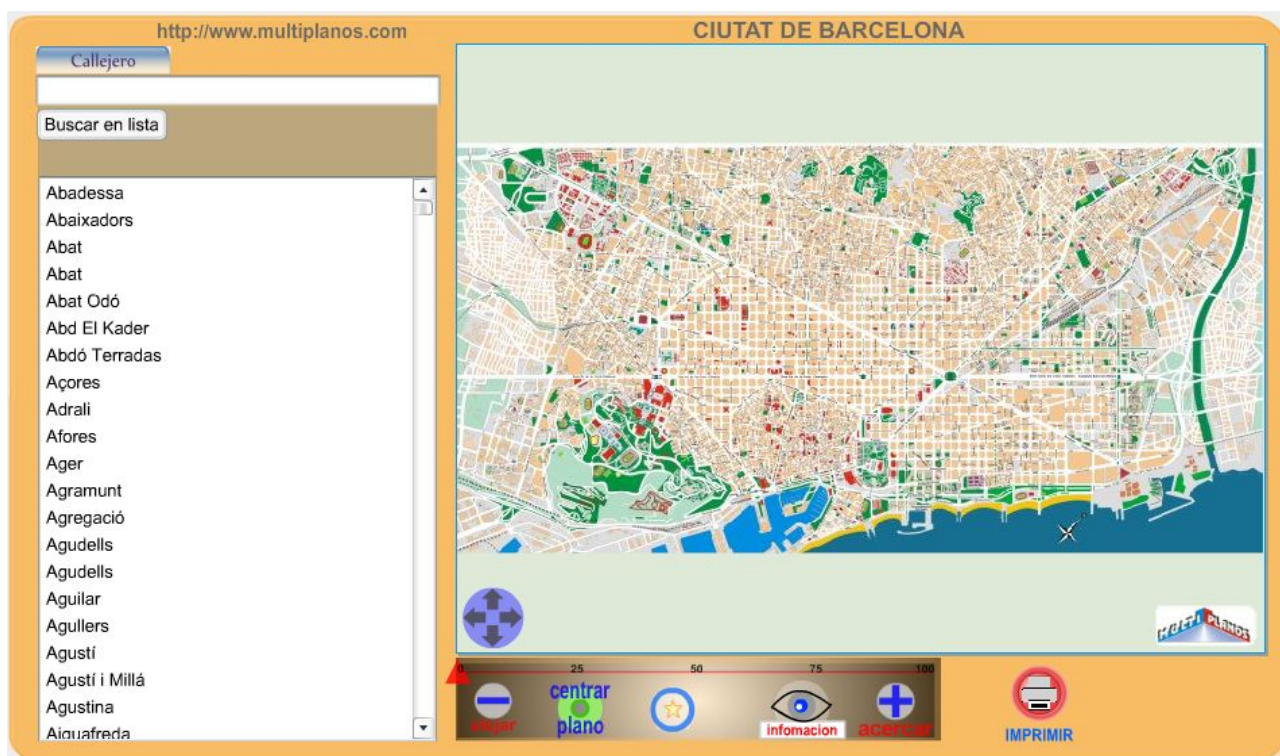 http://www.multiplanos.com
CIUTAT DE BARCELONA
Callejero
Buscar en lista
Abadessa
Abaixadors
Abat
Abat
Abat Odó
Abd El Kader
Abdó Terradas
Açores
Adrali
Afores
Ager
Agramunt
Agregació
Agudells
Agudells
Aguilar
Agullers
Agustí
Agustí i Millá
Agustina
Aiguafreda
MULTIPLANOS
0 25 50 75 100
alejar
centrar
plano
infomacion
acercar
IMPRIMIR